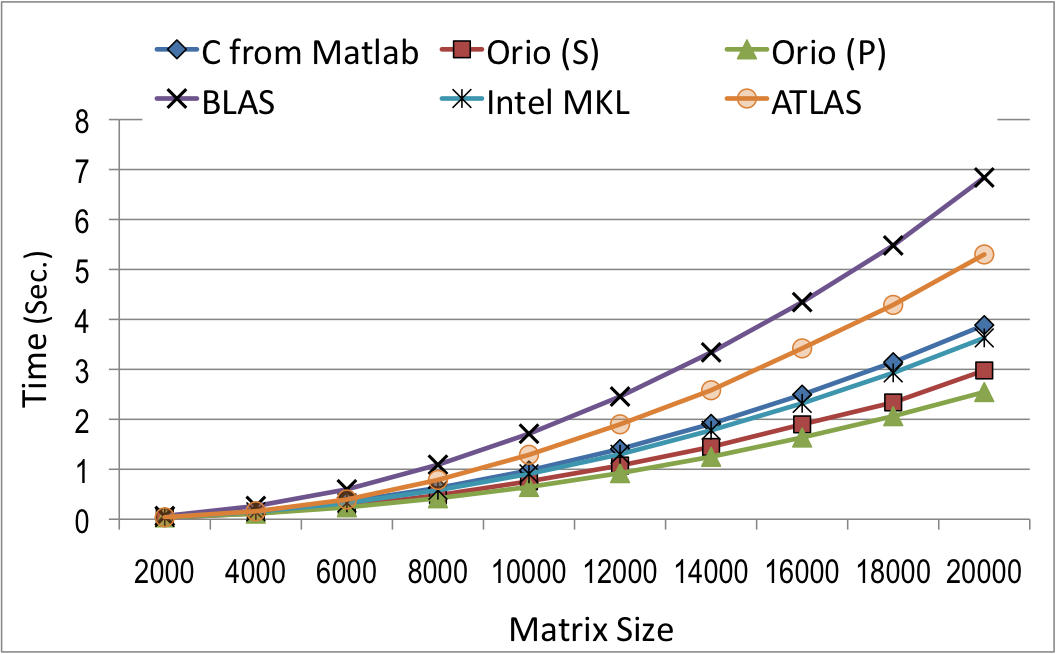 C from Matlab Orio (S) Orio (P)
BLAS Intel MKL ATLAS
8
7
6
5
4
3
2
1
0
Time (Sec.)
2000 4000 6000 8000 10000 12000 14000 16000 18000 20000
Matrix Size